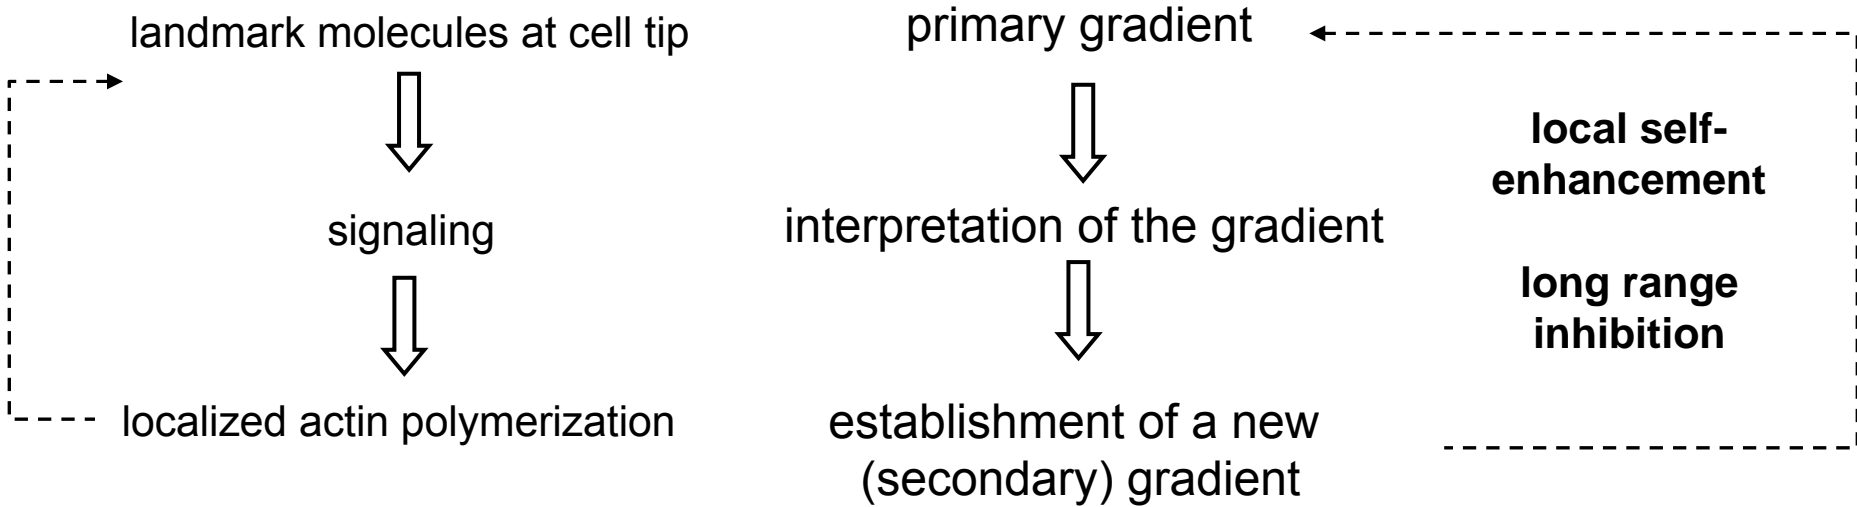 landmark molecules at cell tip
signaling
localized actin polymerization
primary gradient
interpretation of the gradient
establishment of a new
(secondary) gradient
local self-
enhancement
long range
inhibition